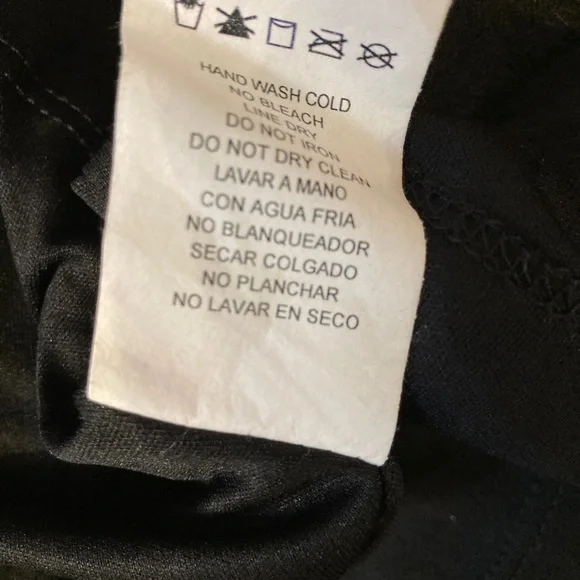 HAND WASH COLD
NO BLEACH
LINE DRY
DO NOT IRON
DO NOT DRY CLEAN
LAVAR A MANO
CON AGUA FRIA
NO BLANQUEADOR
SECAR COLGADO
NO PLANCHAR
NO LAVAR EN SECO